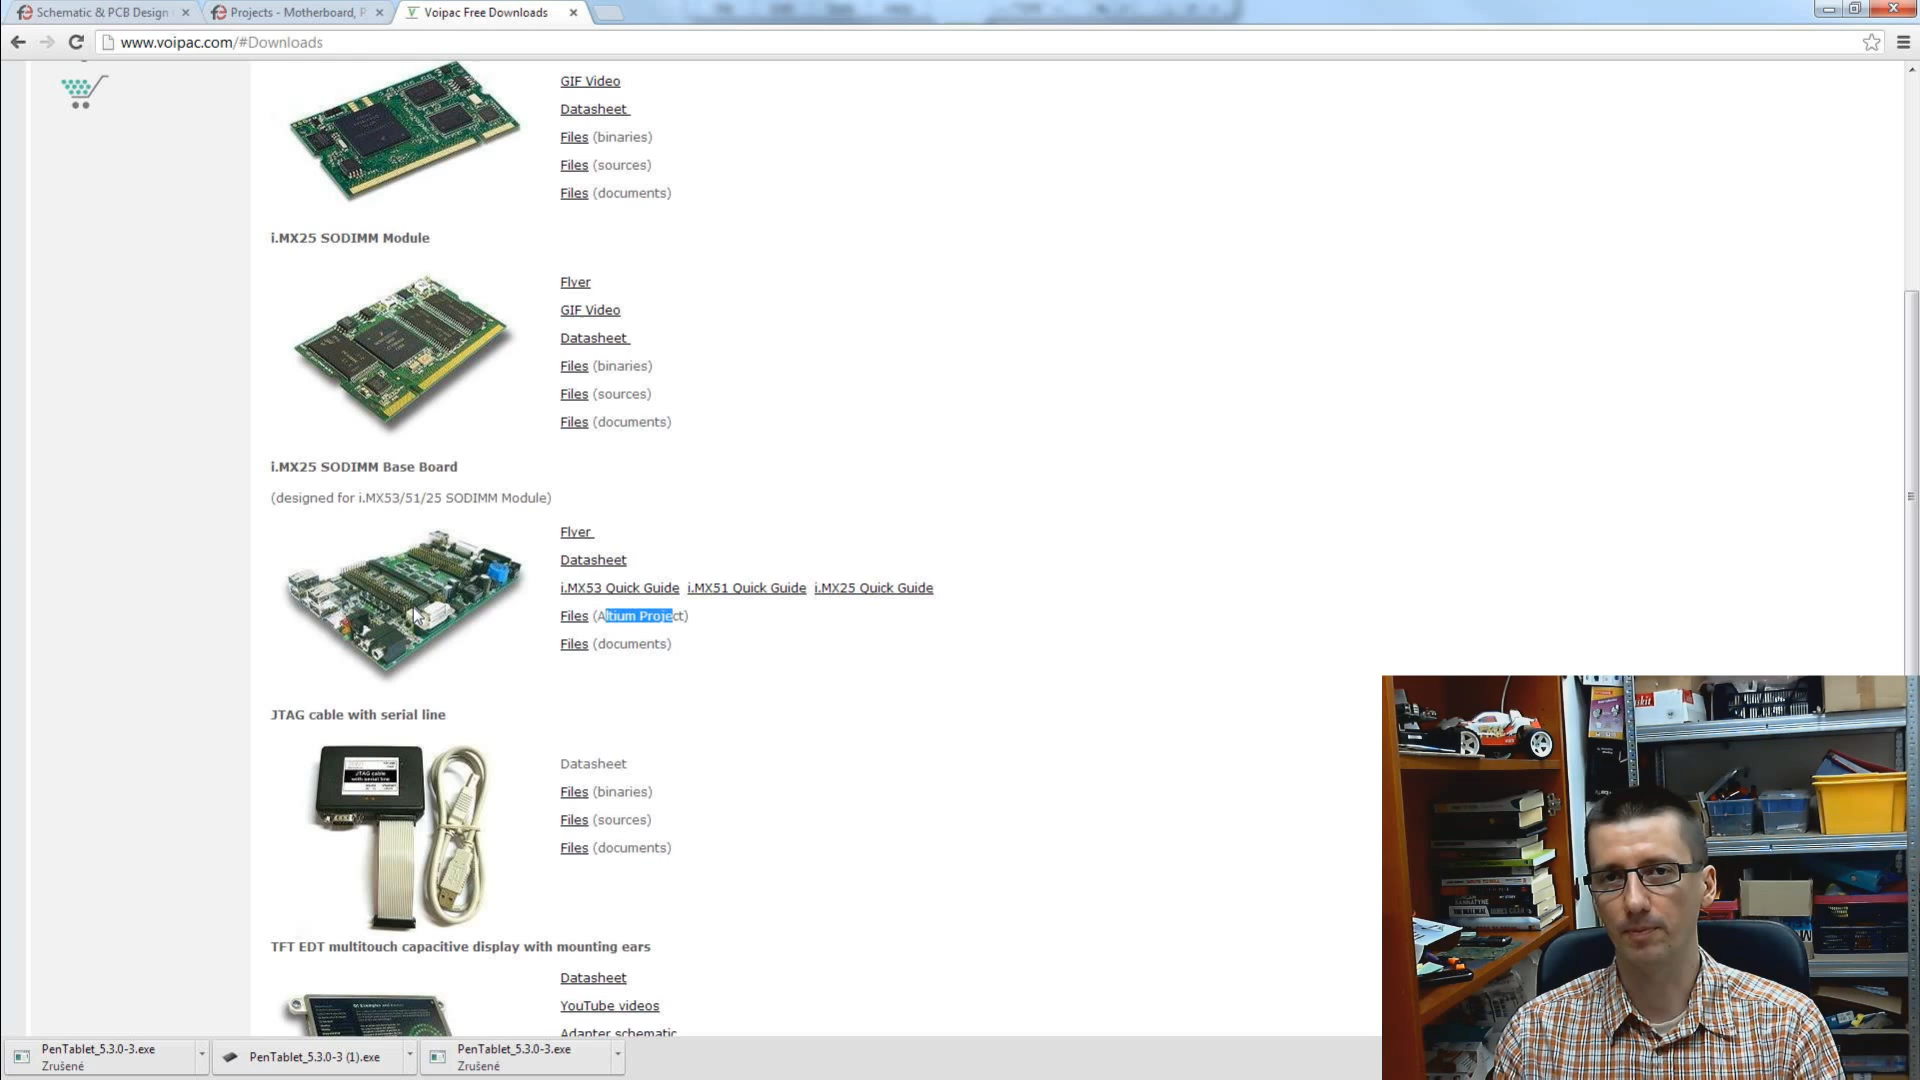 Schematic & PCB Design
Projects - Motherboard, P
Voipac Free Downloads
www.voipac.com/#Downloads
GIF Video
Datasheet
Files (binaries)
Files (sources)
Files (documents)
i.MX25 SODIMM Module
Flyer
GIF Video
Datasheet
Files (binaries)
Files (sources)
Files (documents)
i.MX25 SODIMM Base Board
(designed for i.MX53/51/25 SODIMM Module)
Flyer
Datasheet
i.MX53 Quick Guide i.MX51 Quick Guide i.MX25 Quick Guide
Files (Altium Project)
Files (documents)
JTAG cable with serial line
JTAG cable
with serial line
Datasheet
Files (binaries)
Files (sources)
Files (documents)
TFT EDT multitouch capacitive display with mounting ears
Datasheet
YouTube videos
Adapter schematic
PenTablet_5.3.0-3.exe
Zrušené
PenTablet_5.3.0-3 (1).exe
PenTablet_5.3.0-3.exe
Zrušené